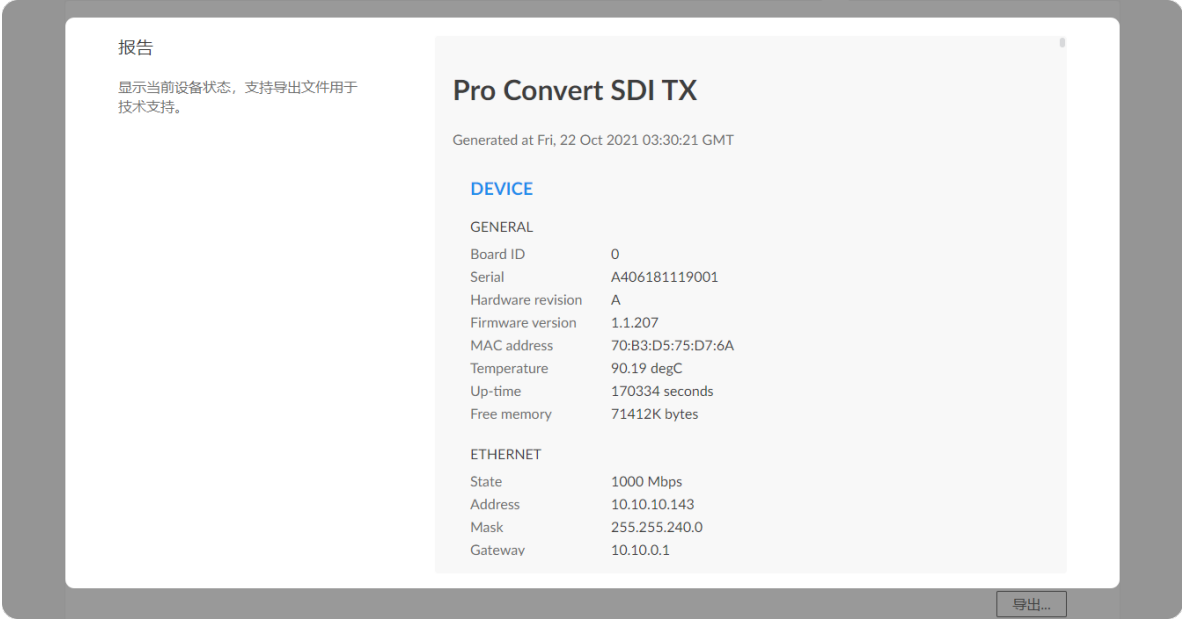 报告
显示当前设备状态，支持导出文件用于
技术支持。
Pro Convert SDI TX
Generated at Fri, 22 Oct 2021 03:30:21 GMT
DEVICE
GENERAL
Board ID 0
Serial A406181119001
Hardware revision A
Firmware version 1.1.207
MAC address 70:B3:D5:75:D7:6A
Temperature 90.19 degC
Up-time 170334 seconds
Free memory 71412K bytes
ETHERNET
State 1000 Mbps
Address 10.10.10.143
Mask 255.255.240.0
Gateway 10.10.0.1
导出...